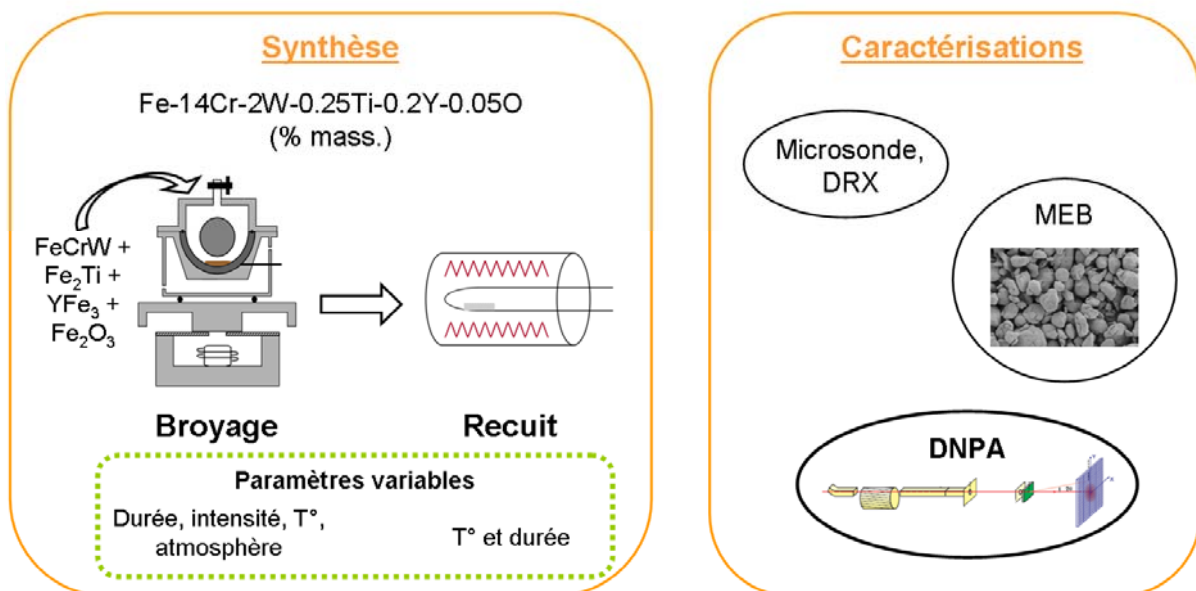 Synthèse
Fe-14Cr-2W-0.25Ti-0.2Y-0.05O
(% mass.)
FeCrW +
Fe₂Ti +
YFe₃ +
Fe₂O₃
Broyage
Recuit
Paramètres variables
Durée, intensité, T°,
atmosphère
T° et durée
Caractérisations
Microsonde,
DRX
MEB
DNPA